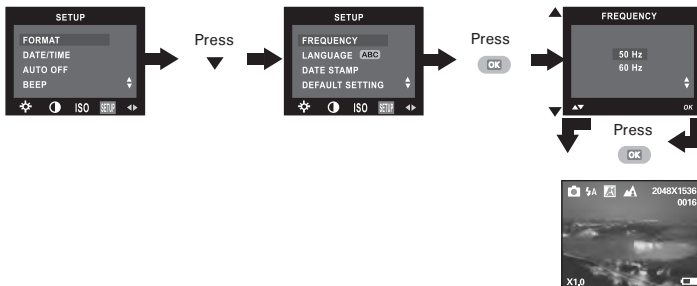 SETUP
FORMAT
DATE/TIME
AUTO OFF
BEEP
ISO SETUP
Press
SETUP
FREQUENCY
LANGUAGE ABC
DATE STAMP
DEFAULT SETTING
ISO SETUP
Press
OK
FREQUENCY
50 Hz
60 Hz
OK
Press
OK
A A 2048X1536
0016
X1.0